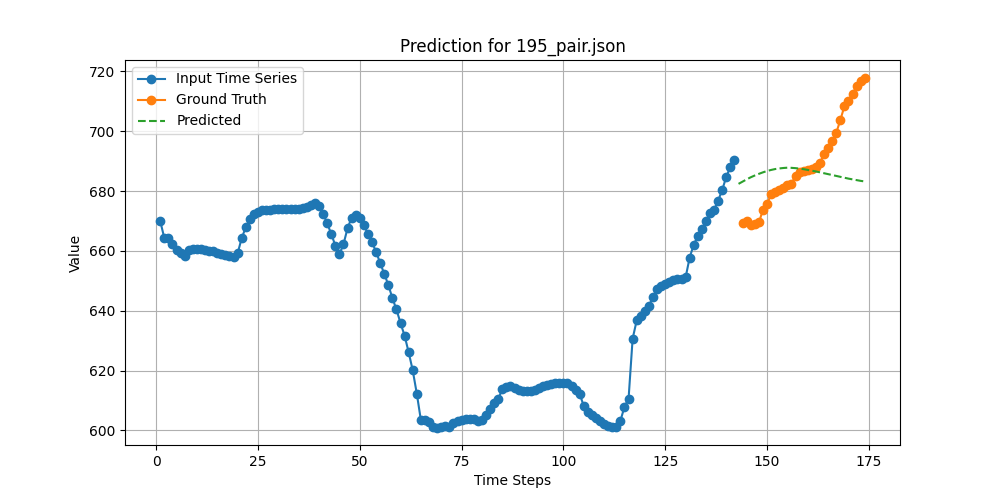 Prediction for 195_pair.json
Input Time Series
Ground Truth
Predicted
720
700
680
660
640
620
600
Value
0 25 50 75 100 125 150 175
Time Steps